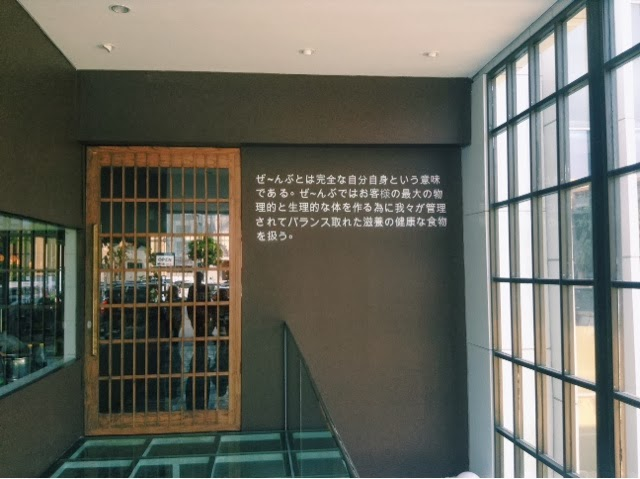 ぜ~んぶとは完全な自分自身という意味
である。ぜ~んぶではお客様の最大の物
理的と生理的な体を作る為に我々が管理
されてバランス取れた滋養の健康な食物
を扱う。